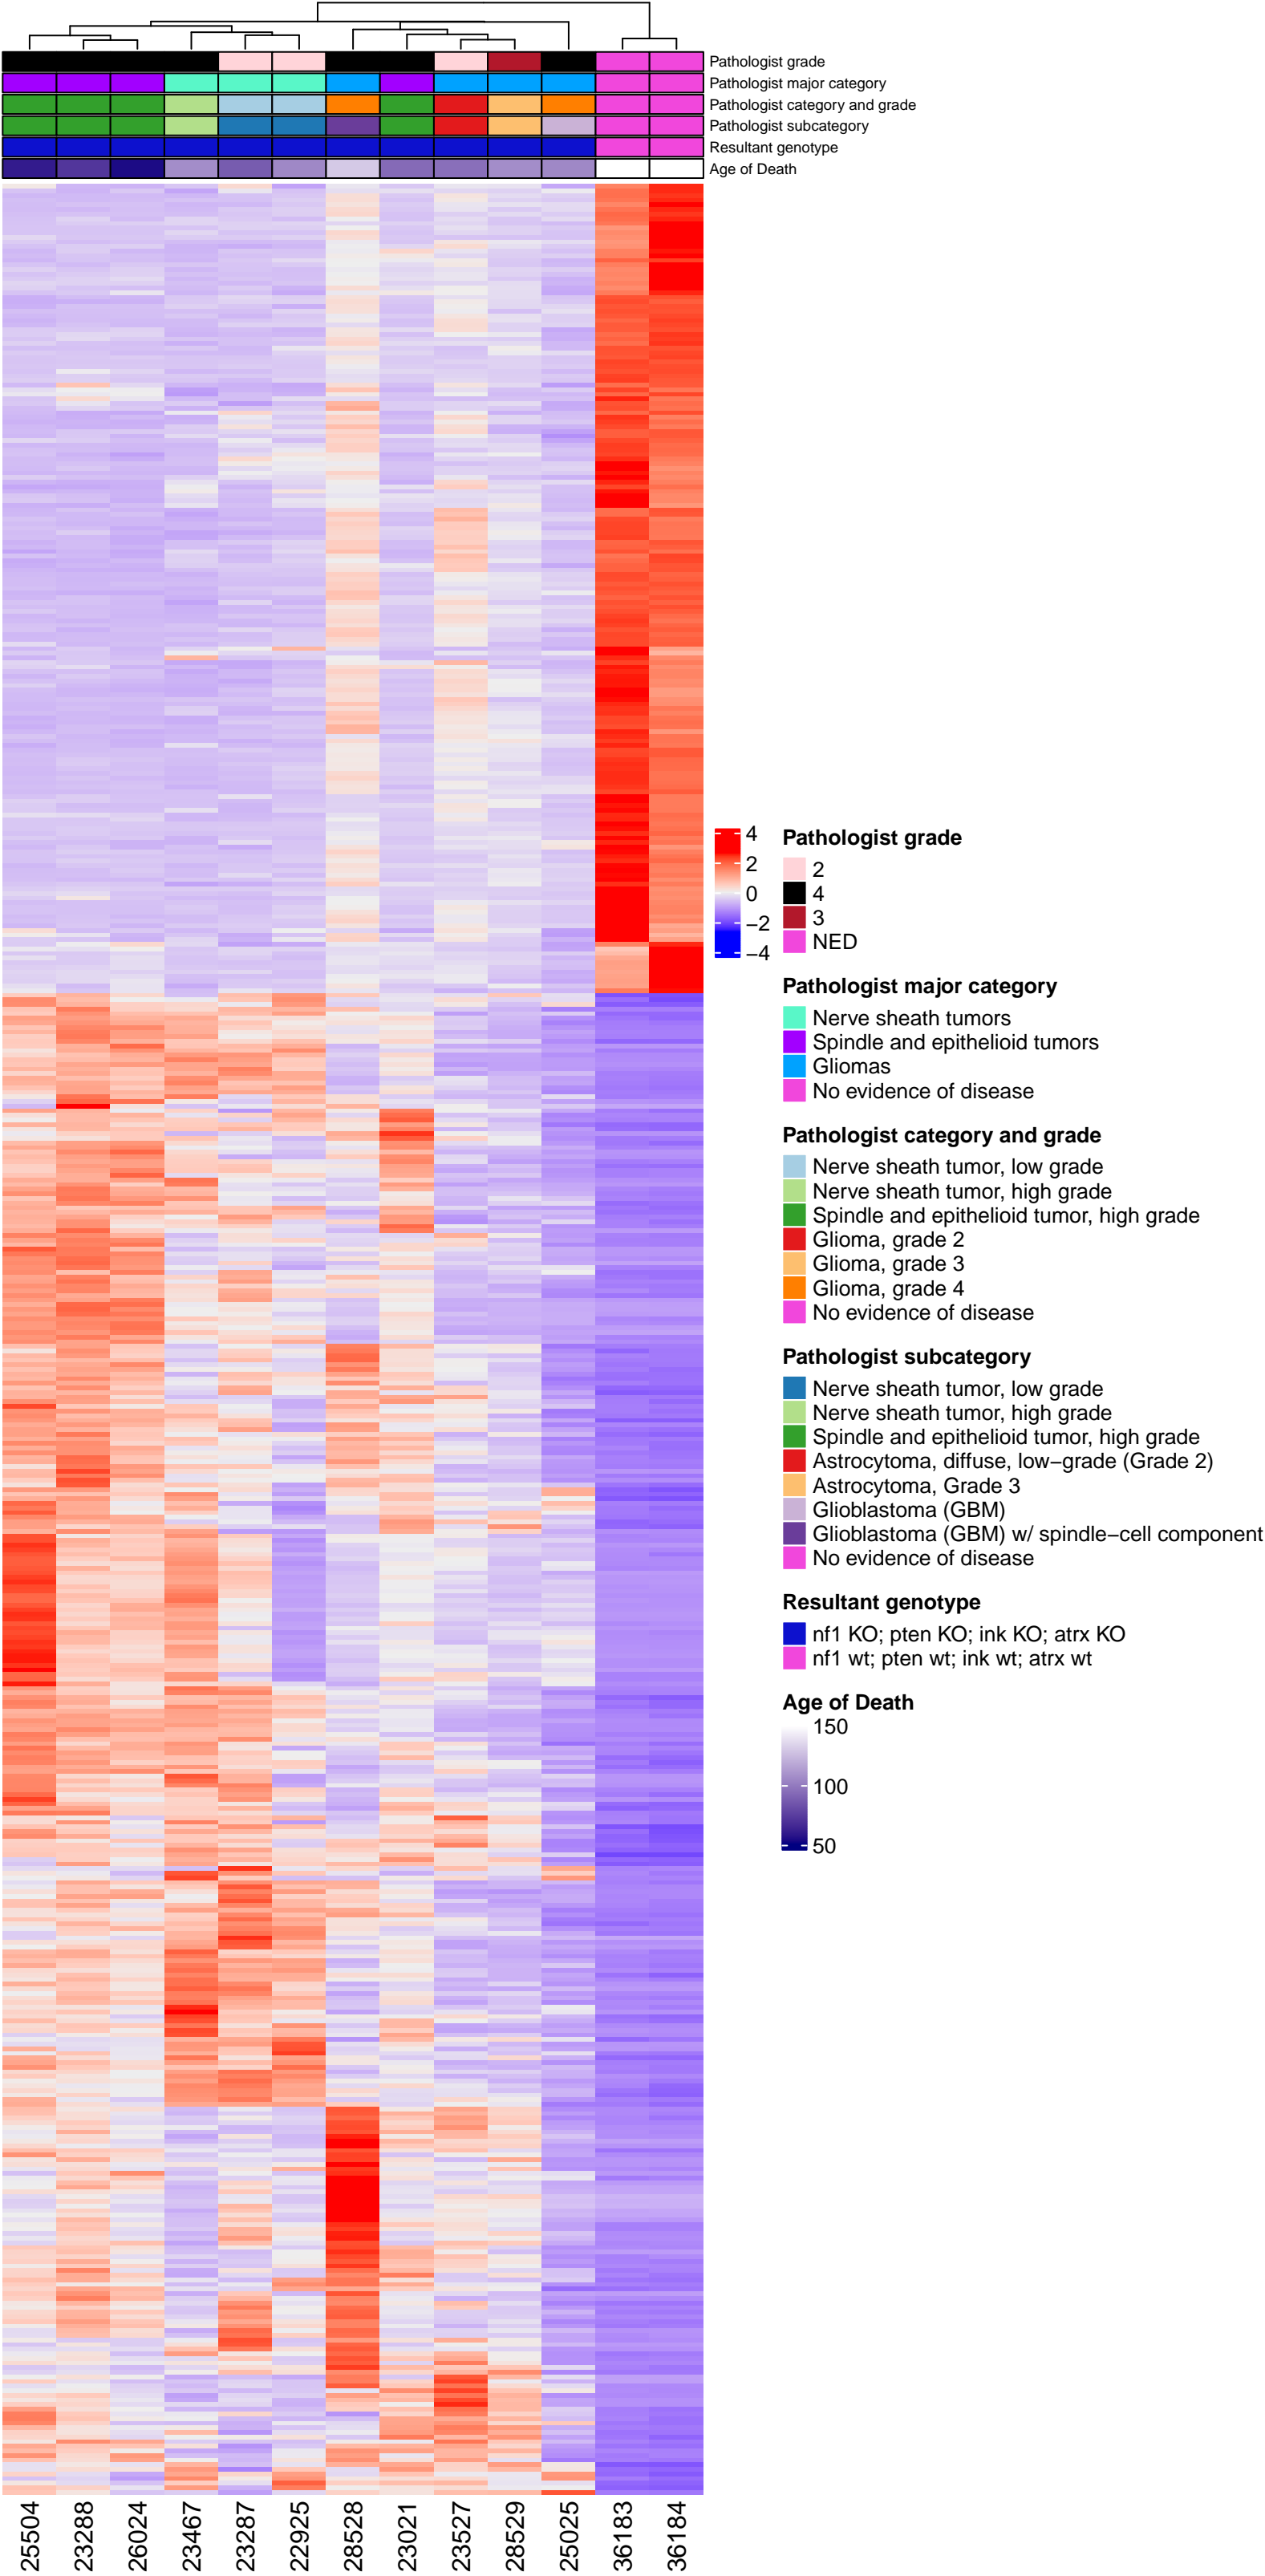 Pathologist grade
Pathologist major category
Pathologist category and grade
Pathologist subcategory
Resultant genotype
Age of Death
4
2
0
−2
−4
Pathologist grade
2
4
3
NED
Pathologist major category
Nerve sheath tumors
Spindle and epithelioid tumors
Gliomas
No evidence of disease
Pathologist category and grade
Nerve sheath tumor, low grade
Nerve sheath tumor, high grade
Spindle and epithelioid tumor, high grade
Glioma, grade 2
Glioma, grade 3
Glioma, grade 4
No evidence of disease
Pathologist subcategory
Nerve sheath tumor, low grade
Nerve sheath tumor, high grade
Spindle and epithelioid tumor, high grade
Astrocytoma, diffuse, low−grade (Grade 2)
Astrocytoma, Grade 3
Glioblastoma (GBM)
Glioblastoma (GBM) w/ spindle−cell component
No evidence of disease
Resultant genotype
nf1 KO; pten KO; ink KO; atrx KO
nf1 wt; pten wt; ink wt; atrx wt
Age of Death
150
100
50
25504
23288
26024
23467
23287
22925
28528
23021
23527
28529
25025
36183
36184